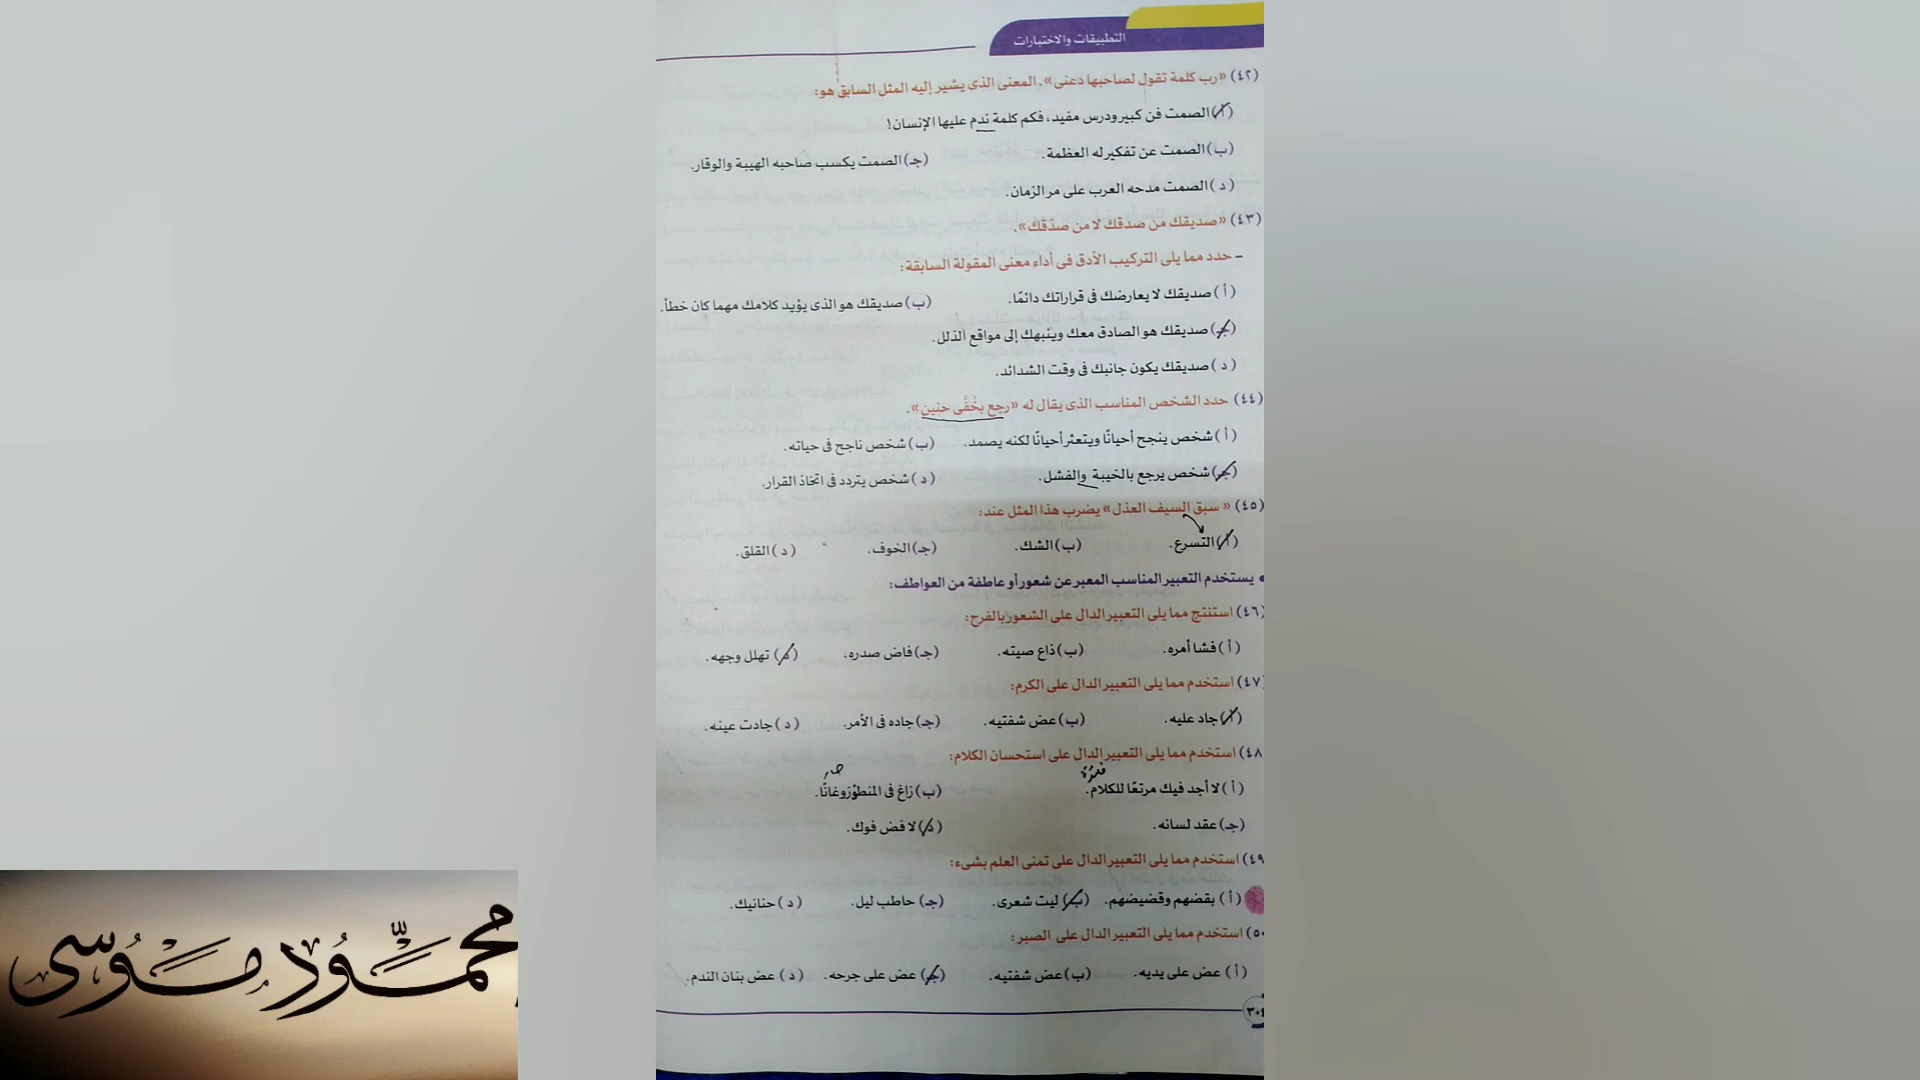 التطبيقات والاختبارات
(٤٢) «رب كلمة تقول لصاحبها دعنى». المعنى الذى يشير إليه المثل السابق هو:
(أ) الصمت فن كبير ودرس مفيد، فكم كلمة ندم عليها الإنسان!
(ب) الصمت عن تفكير له العظمة. (جـ) الصمت يكسب صاحبه الهيبة والوقار.
(د) الصمت مدحه العرب على مر الزمان.
(٤٣) «صديقك من صدقك لا من صدّقك».
- حدد مما يلى التركيب الأدق فى أداء معنى المقولة السابقة:
(أ) صديقك لا يعارضك فى قراراتك دائمًا. (ب) صديقك هو الذى يؤيد كلامك مهما كان خطأ.
(جـ) صديقك هو الصادق معك وينبهك إلى مواقع الذلل.
(د) صديقك يكون جانبك فى وقت الشدائد.
(٤٤) حدد الشخص المناسب الذى يقال له «رجع بخُفَّى حنين».
(أ) شخص ينجح أحيانًا ويتعثر أحيانًا لكنه يصمد. (ب) شخص ناجح فى حياته.
(جـ) شخص يرجع بالخيبة والفشل. (د) شخص يتردد فى اتخاذ القرار.
(٤٥) «سبق السيف العذل» يضرب هذا المثل عند:
(أ) التسرع. (ب) الشك. (جـ) الخوف. (د) القلق.
• يستخدم التعبير المناسب المعبر عن شعور أو عاطفة من العواطف:
(٤٦) استنتج مما يلى التعبير الدال على الشعور بالفرح:
(أ) فشا أمره. (ب) ذاع صيته. (جـ) فاض صدره. (د) تهلل وجهه.
(٤٧) استخدم مما يلى التعبير الدال على الكرم:
(أ) جاد عليه. (ب) عض شفتيه. (جـ) جاده فى الأمر. (د) جادت عينه.
(٤٨ استخدم مما يلى التعبير الدال على استحسان الكلام:
(أ) لا أجد فيك مرتعًا للكلام. (ب) زاغ فى المنطق زوغانًا.
(جـ) عقد لسانه. (د) لا فض فوك.
(٤٩ استخدم مما يلى التعبير الدال على تمنى العلم بشىء:
(أ) بقضهم وقضيضهم. (ب) ليت شعرى. (جـ) حاطب ليل. (د) حنانيك.
(٥٠ استخدم مما يلى التعبير الدال على الصبر:
(أ) عض على يديه. (ب) عض شفتيه. (جـ) عض على جرحه. (د) عض بنان الندم.
٣٠٤
محمود موسى